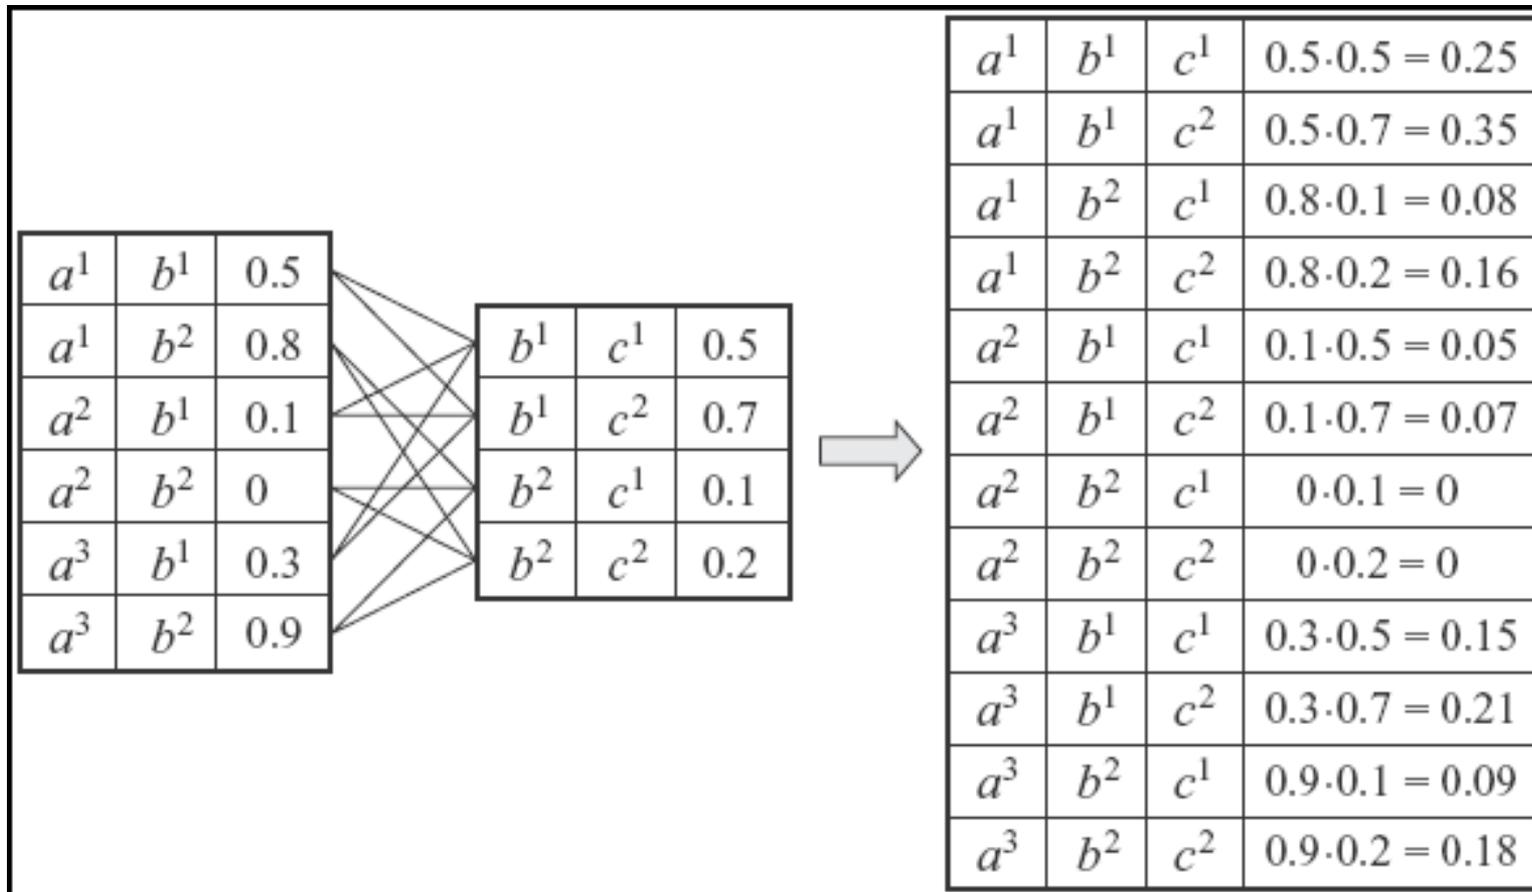 a¹ b¹ 0.5
a¹ b² 0.8
a² b¹ 0.1
a² b² 0
a³ b¹ 0.3
a³ b² 0.9
b¹ c¹ 0.5
b¹ c² 0.7
b² c¹ 0.1
b² c² 0.2
a¹ b¹ c¹ 0.5·0.5 = 0.25
a¹ b¹ c² 0.5·0.7 = 0.35
a¹ b² c¹ 0.8·0.1 = 0.08
a¹ b² c² 0.8·0.2 = 0.16
a² b¹ c¹ 0.1·0.5 = 0.05
a² b¹ c² 0.1·0.7 = 0.07
a² b² c¹ 0·0.1 = 0
a² b² c² 0·0.2 = 0
a³ b¹ c¹ 0.3·0.5 = 0.15
a³ b¹ c² 0.3·0.7 = 0.21
a³ b² c¹ 0.9·0.1 = 0.09
a³ b² c² 0.9·0.2 = 0.18